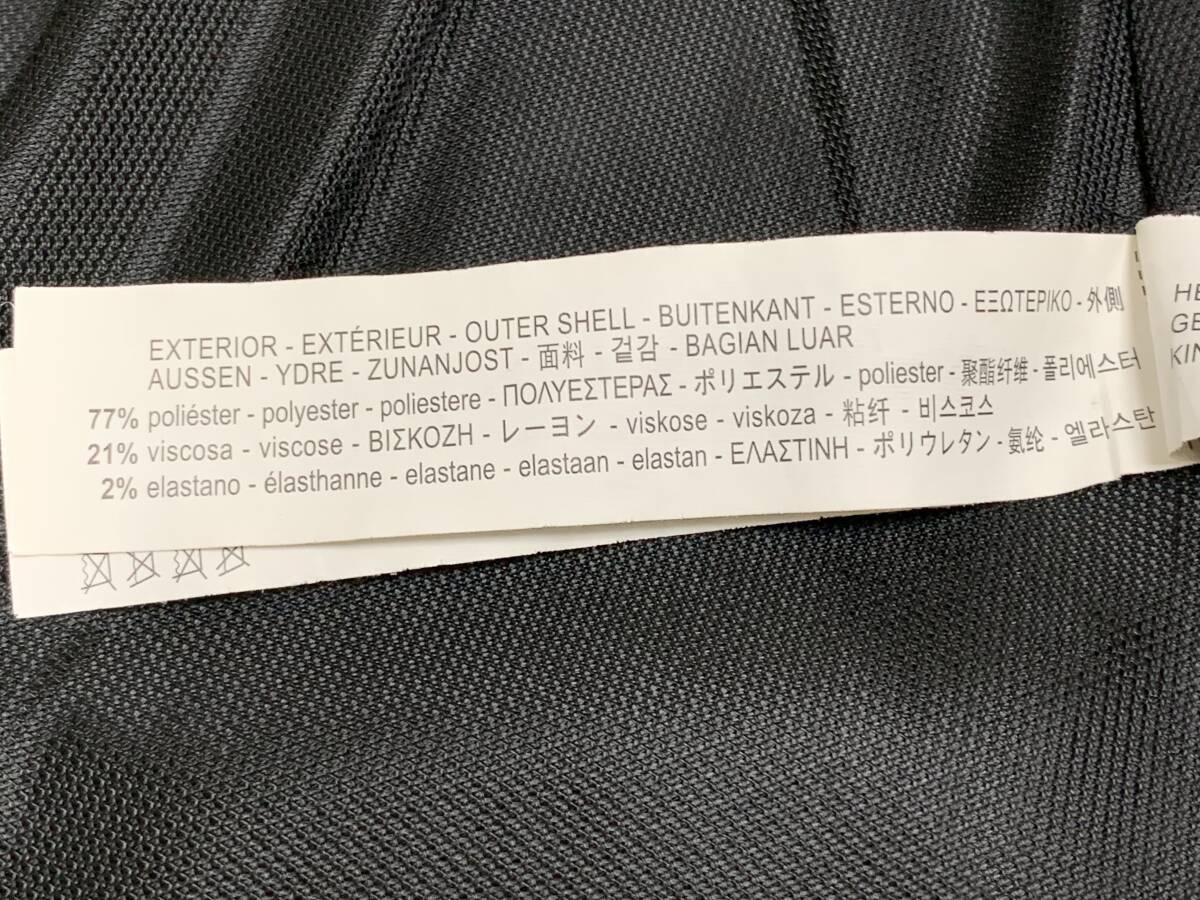 EXTERIOR - EXTÉRIEUR - OUTER SHELL - BUITENKANT - ESTERNO - ΕΞΩΤΕΡΙΚΟ - 外側
AUSSEN - YDRE - ZUNANJOST - 面料 - 겉감 - BAGIAN LUAR
77% poliéster - polyester - poliestere - ΠΟΛΥΕΣΤΕΡΑΣ - ポリエステル - poliester - 聚酯纤维 - 폴리에스터
21% viscosa - viscose - ΒΙΣΚΟΖΗ - レーヨン - viskose - viskoza - 粘纤 - 비스코스
2% elastano - élasthanne - elastane - elastaan - elastan - ΕΛΑΣΤΙΝΗ - ポリウレタン - 氨纶 - 엘라스탄